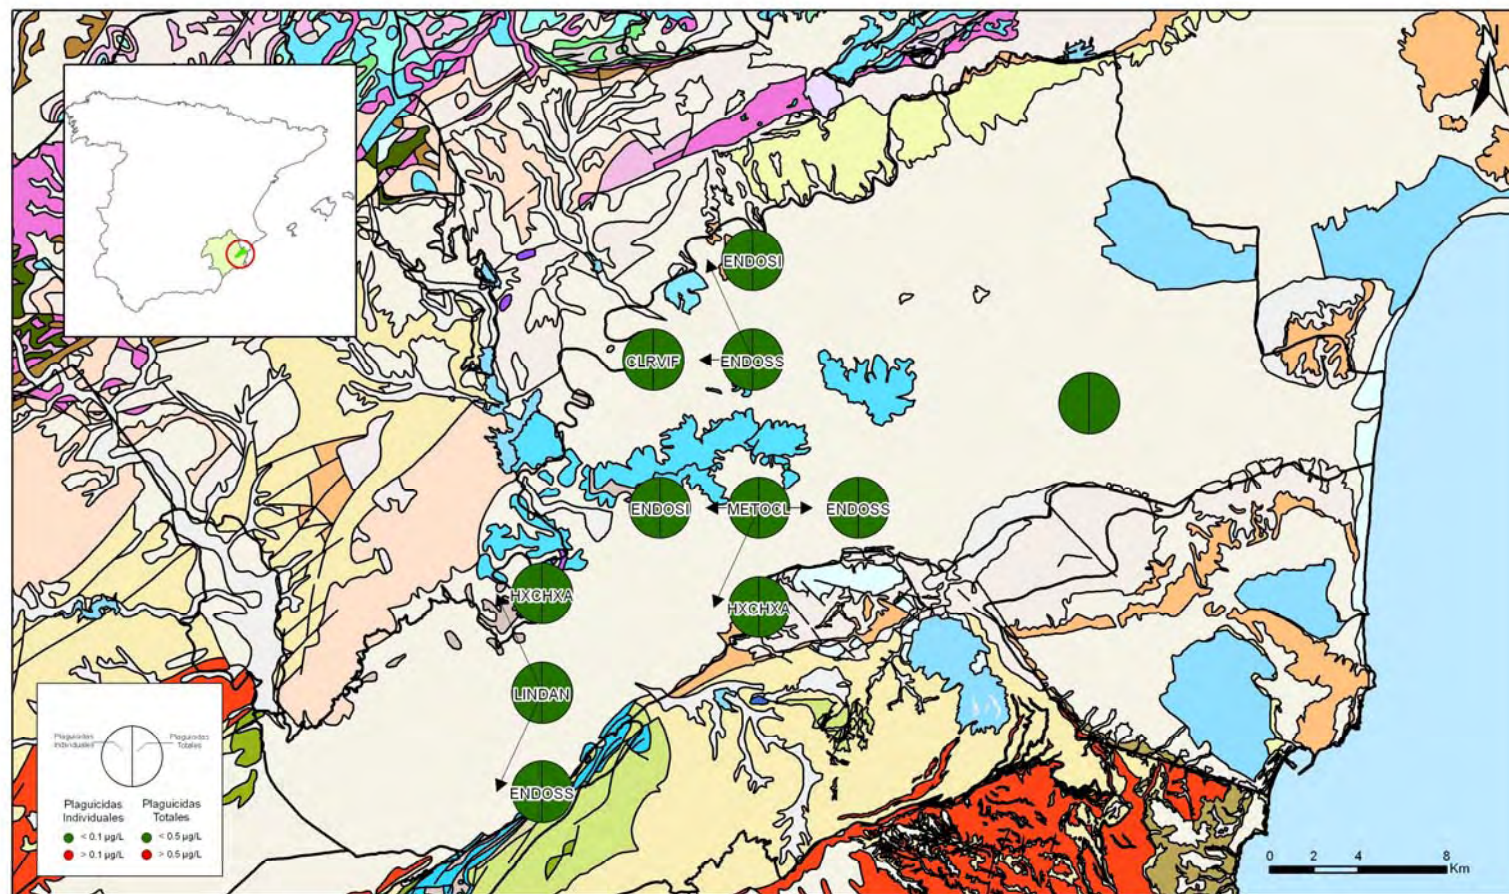 N
ENDOSI
CLRVIF
ENDOSS
ENDOSI
METOCL
ENDOSS
HXCHXA
HXCHXA
LINDAN
ENDOSS
Plaguicidas
Individuales
Plaguicidas
Totales
Plaguicidas
Individuales
Plaguicidas
Totales
< 0.1 µg/L
< 0.5 µg/L
> 0.1 µg/L
> 0.5 µg/L
0 2 4 8
Km